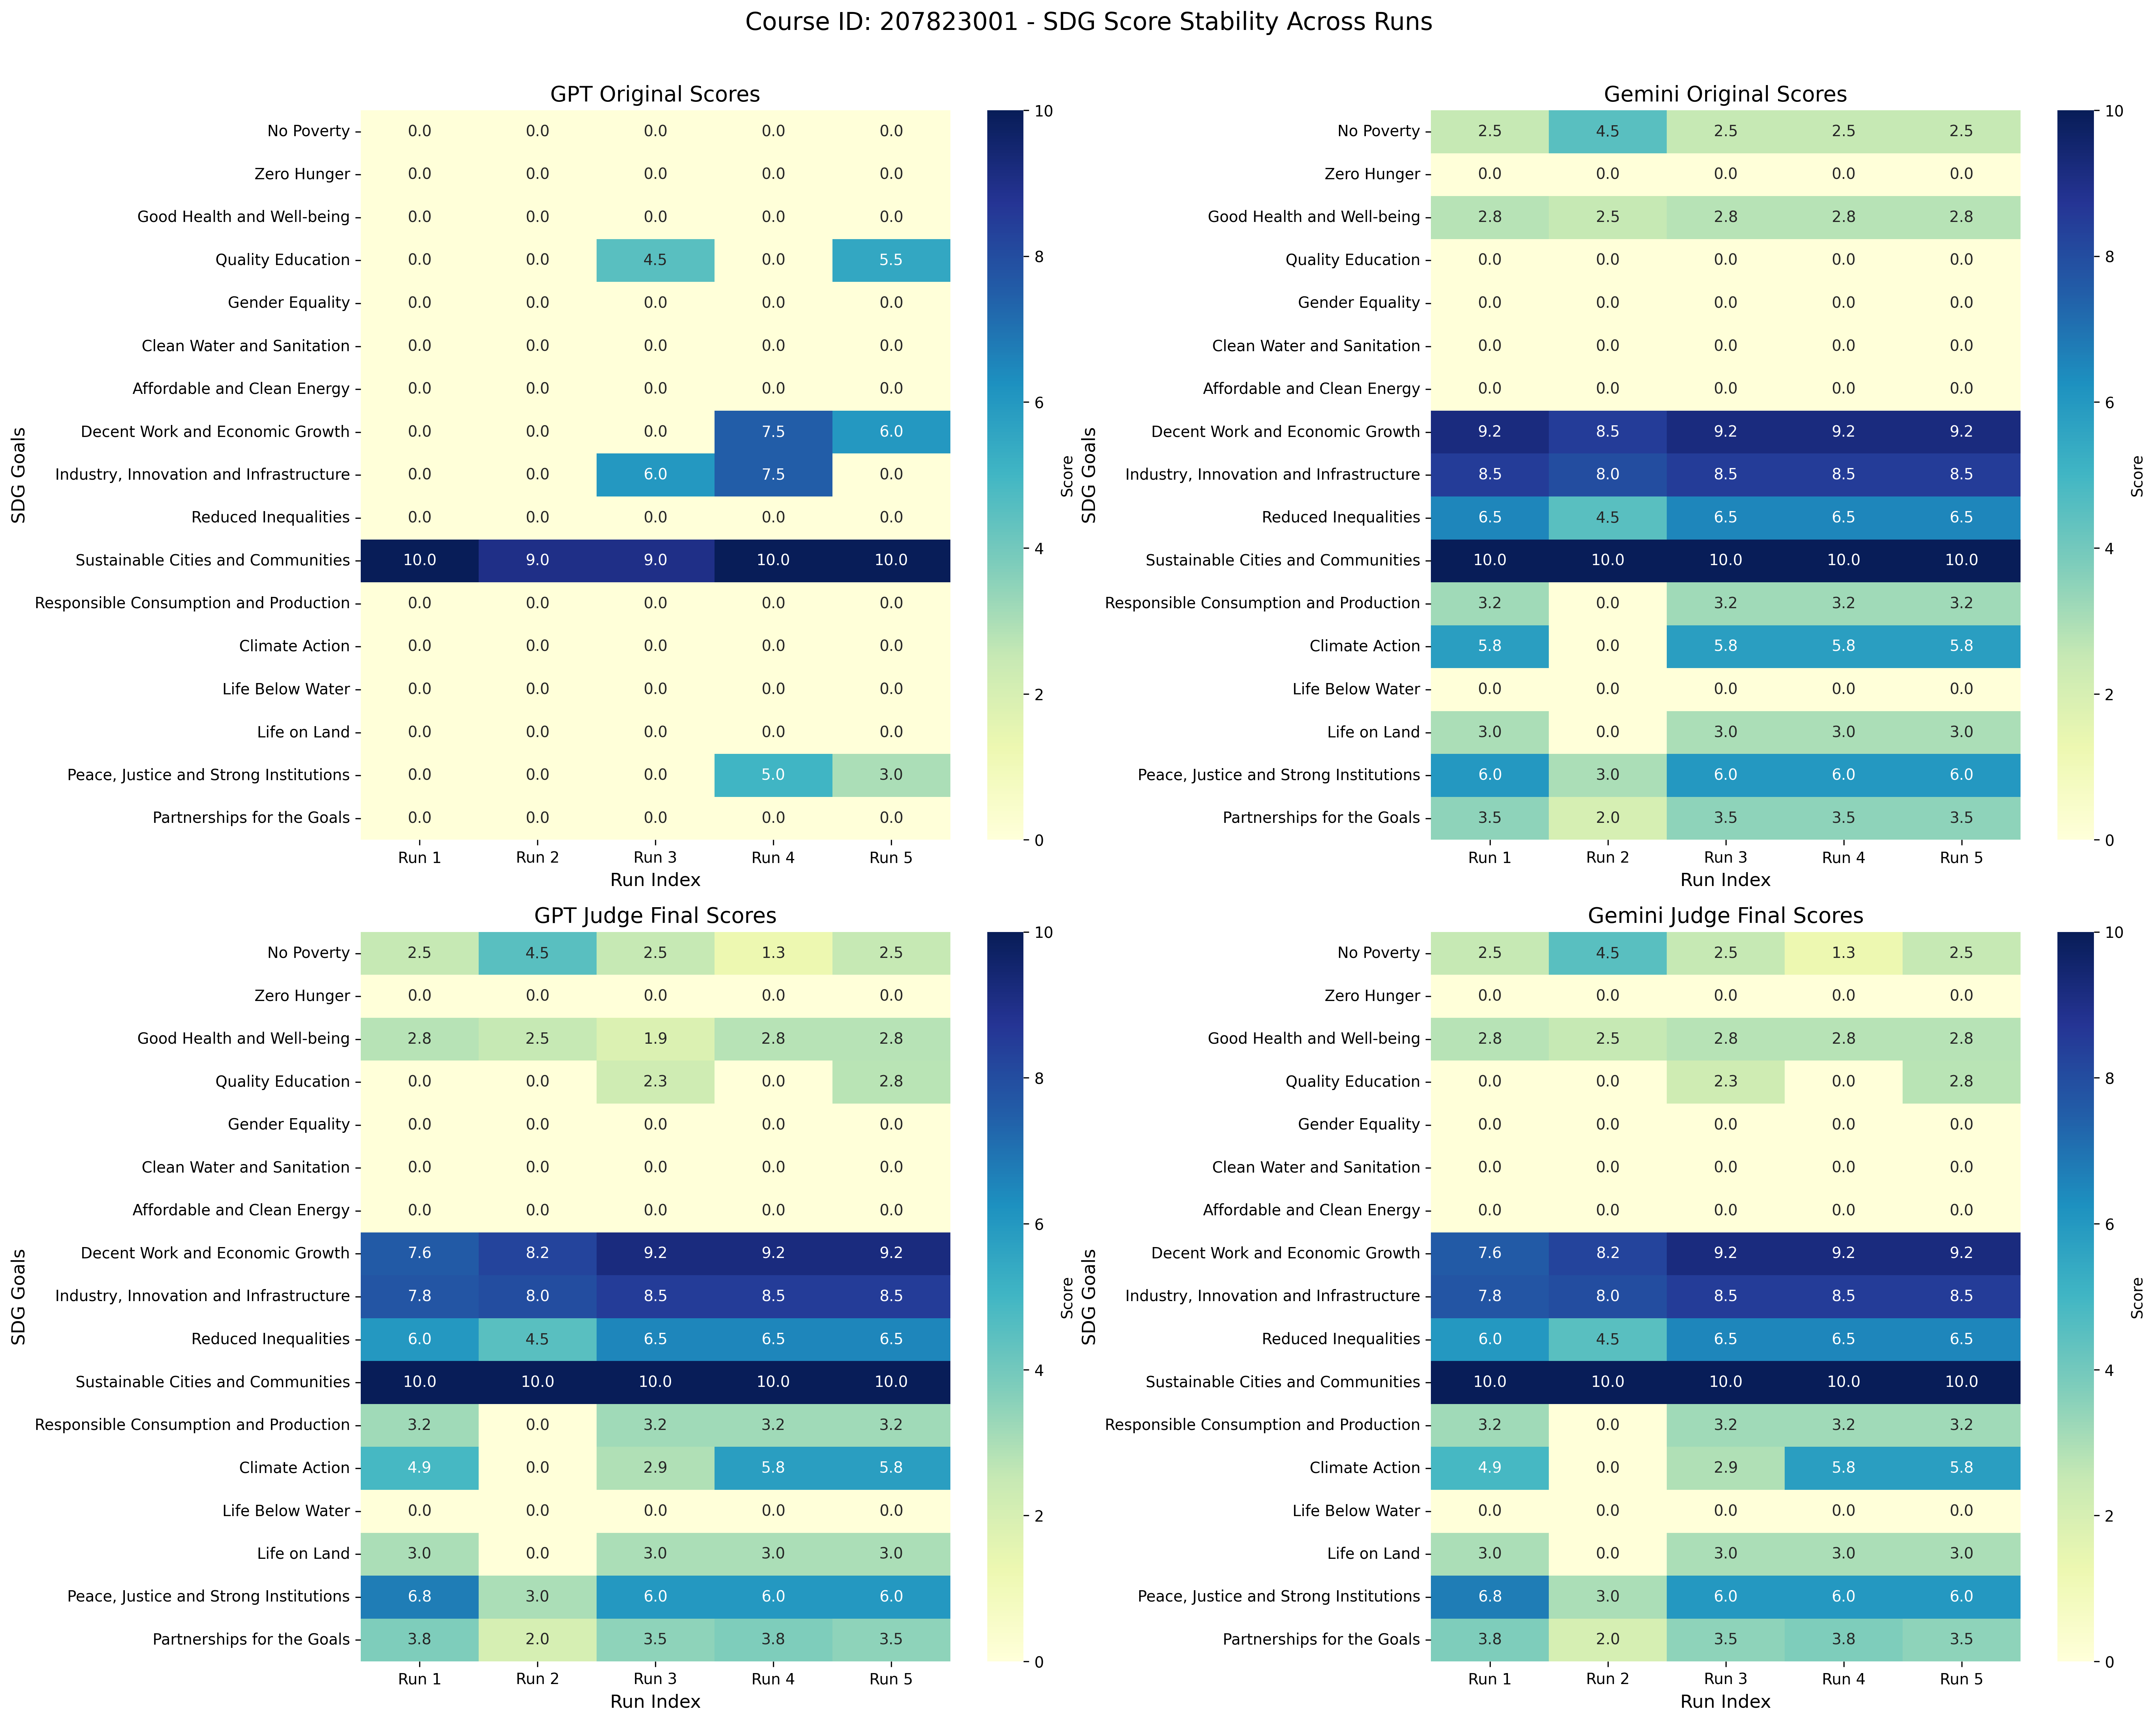 Course ID: 207823001 - SDG Score Stability Across Runs
GPT Original Scores
SDG Goals
No Poverty 0.0 0.0 0.0 0.0 0.0
Zero Hunger 0.0 0.0 0.0 0.0 0.0
Good Health and Well-being 0.0 0.0 0.0 0.0 0.0
Quality Education 0.0 0.0 4.5 0.0 5.5
Gender Equality 0.0 0.0 0.0 0.0 0.0
Clean Water and Sanitation 0.0 0.0 0.0 0.0 0.0
Affordable and Clean Energy 0.0 0.0 0.0 0.0 0.0
Decent Work and Economic Growth 0.0 0.0 0.0 7.5 6.0
Industry, Innovation and Infrastructure 0.0 0.0 6.0 7.5 0.0
Reduced Inequalities 0.0 0.0 0.0 0.0 0.0
Sustainable Cities and Communities 10.0 9.0 9.0 10.0 10.0
Responsible Consumption and Production 0.0 0.0 0.0 0.0 0.0
Climate Action 0.0 0.0 0.0 0.0 0.0
Life Below Water 0.0 0.0 0.0 0.0 0.0
Life on Land 0.0 0.0 0.0 0.0 0.0
Peace, Justice and Strong Institutions 0.0 0.0 0.0 5.0 3.0
Partnerships for the Goals 0.0 0.0 0.0 0.0 0.0
Run 1 Run 2 Run 3 Run 4 Run 5
Run Index
10
8
6
4
2
0
Score
Gemini Original Scores
SDG Goals
No Poverty 2.5 4.5 2.5 2.5 2.5
Zero Hunger 0.0 0.0 0.0 0.0 0.0
Good Health and Well-being 2.8 2.5 2.8 2.8 2.8
Quality Education 0.0 0.0 0.0 0.0 0.0
Gender Equality 0.0 0.0 0.0 0.0 0.0
Clean Water and Sanitation 0.0 0.0 0.0 0.0 0.0
Affordable and Clean Energy 0.0 0.0 0.0 0.0 0.0
Decent Work and Economic Growth 9.2 8.5 9.2 9.2 9.2
Industry, Innovation and Infrastructure 8.5 8.0 8.5 8.5 8.5
Reduced Inequalities 6.5 4.5 6.5 6.5 6.5
Sustainable Cities and Communities 10.0 10.0 10.0 10.0 10.0
Responsible Consumption and Production 3.2 0.0 3.2 3.2 3.2
Climate Action 5.8 0.0 5.8 5.8 5.8
Life Below Water 0.0 0.0 0.0 0.0 0.0
Life on Land 3.0 0.0 3.0 3.0 3.0
Peace, Justice and Strong Institutions 6.0 3.0 6.0 6.0 6.0
Partnerships for the Goals 3.5 2.0 3.5 3.5 3.5
Run 1 Run 2 Run 3 Run 4 Run 5
Run Index
10
8
6
4
2
0
Score
GPT Judge Final Scores
SDG Goals
No Poverty 2.5 4.5 2.5 1.3 2.5
Zero Hunger 0.0 0.0 0.0 0.0 0.0
Good Health and Well-being 2.8 2.5 1.9 2.8 2.8
Quality Education 0.0 0.0 2.3 0.0 2.8
Gender Equality 0.0 0.0 0.0 0.0 0.0
Clean Water and Sanitation 0.0 0.0 0.0 0.0 0.0
Affordable and Clean Energy 0.0 0.0 0.0 0.0 0.0
Decent Work and Economic Growth 7.6 8.2 9.2 9.2 9.2
Industry, Innovation and Infrastructure 7.8 8.0 8.5 8.5 8.5
Reduced Inequalities 6.0 4.5 6.5 6.5 6.5
Sustainable Cities and Communities 10.0 10.0 10.0 10.0 10.0
Responsible Consumption and Production 3.2 0.0 3.2 3.2 3.2
Climate Action 4.9 0.0 2.9 5.8 5.8
Life Below Water 0.0 0.0 0.0 0.0 0.0
Life on Land 3.0 0.0 3.0 3.0 3.0
Peace, Justice and Strong Institutions 6.8 3.0 6.0 6.0 6.0
Partnerships for the Goals 3.8 2.0 3.5 3.8 3.5
Run 1 Run 2 Run 3 Run 4 Run 5
Run Index
10
8
6
4
2
0
Score
Gemini Judge Final Scores
SDG Goals
No Poverty 2.5 4.5 2.5 1.3 2.5
Zero Hunger 0.0 0.0 0.0 0.0 0.0
Good Health and Well-being 2.8 2.5 2.8 2.8 2.8
Quality Education 0.0 0.0 2.3 0.0 2.8
Gender Equality 0.0 0.0 0.0 0.0 0.0
Clean Water and Sanitation 0.0 0.0 0.0 0.0 0.0
Affordable and Clean Energy 0.0 0.0 0.0 0.0 0.0
Decent Work and Economic Growth 7.6 8.2 9.2 9.2 9.2
Industry, Innovation and Infrastructure 7.8 8.0 8.5 8.5 8.5
Reduced Inequalities 6.0 4.5 6.5 6.5 6.5
Sustainable Cities and Communities 10.0 10.0 10.0 10.0 10.0
Responsible Consumption and Production 3.2 0.0 3.2 3.2 3.2
Climate Action 4.9 0.0 2.9 5.8 5.8
Life Below Water 0.0 0.0 0.0 0.0 0.0
Life on Land 3.0 0.0 3.0 3.0 3.0
Peace, Justice and Strong Institutions 6.8 3.0 6.0 6.0 6.0
Partnerships for the Goals 3.8 2.0 3.5 3.8 3.5
Run 1 Run 2 Run 3 Run 4 Run 5
Run Index
10
8
6
4
2
0
Score